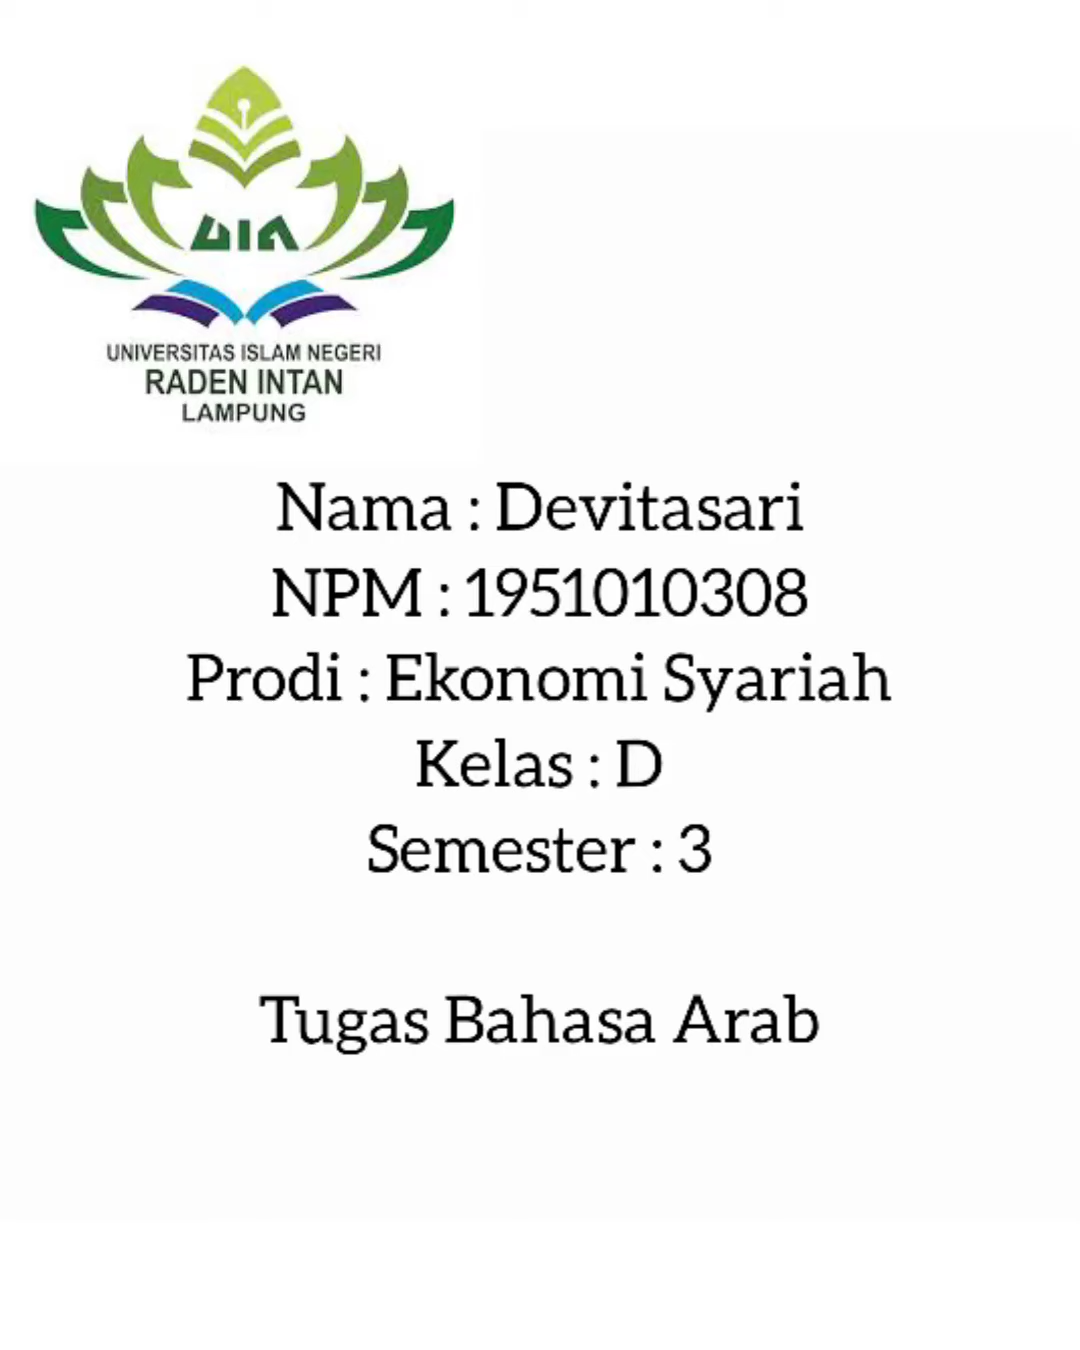 UIN
UNIVERSITAS ISLAM NEGERI
RADEN INTAN
LAMPUNG
Nama : Devitasari
NPM : 1951010308
Prodi : Ekonomi Syariah
Kelas : D
Semester : 3
Tugas Bahasa Arab